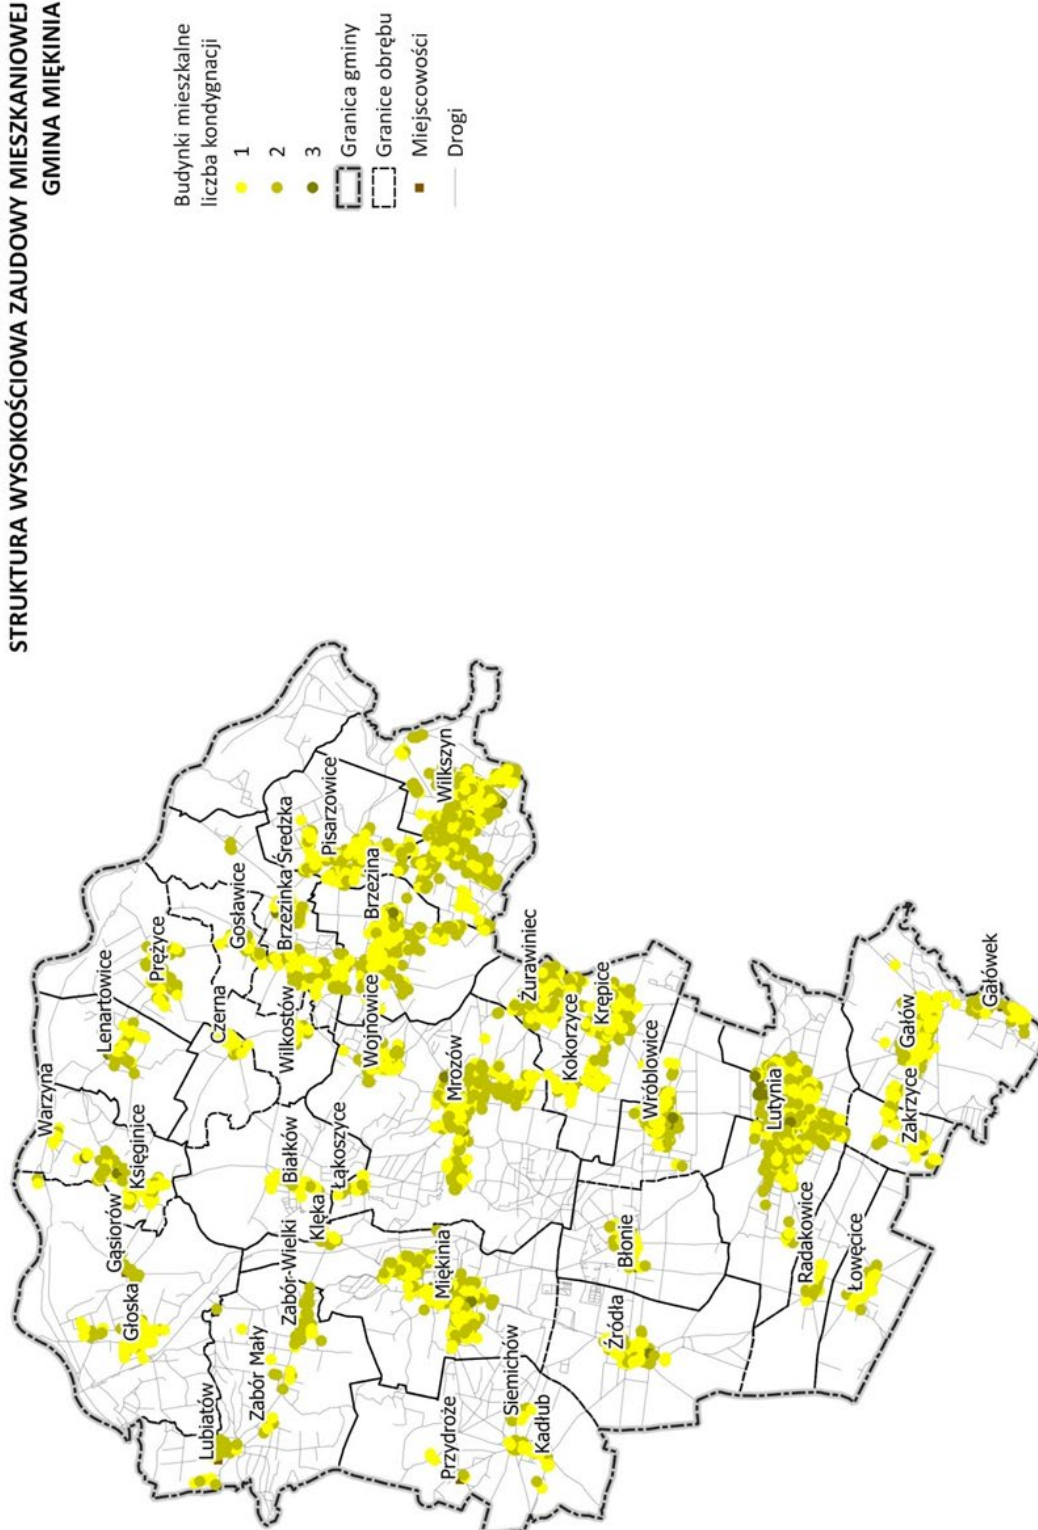 STRUKTURA WYSOKOŚCIOWA ZAUDOWY MIESZKANIOWEJ
GMINA MIĘKINIA
Budynki mieszkalne
liczba kondygnacji
1
2
3
Granica gminy
Granice obrębu
Miejscowości
Drogi
Warzyna
Lenartowice
Prężyce
Księginice
Gąsiorów
Głoska
Czerna
Gosławice
Brzezinka Średzka
Pisarzowice
Wilkszyn
Brzezina
Wilkostów
Wojnowice
Białków
Łąkoszyce
Klęka
Zabór-Wielki
Zabór Mały
Lubiatów
Mrozów
Miękinia
Żurawiniec
Kokorzyce
Krępice
Wróblowice
Błonie
Źródła
Siemichów
Kadłub
Przydroże
Lutynia
Radakowice
Łowęcice
Zakrzyce
Gałów
Gałówek